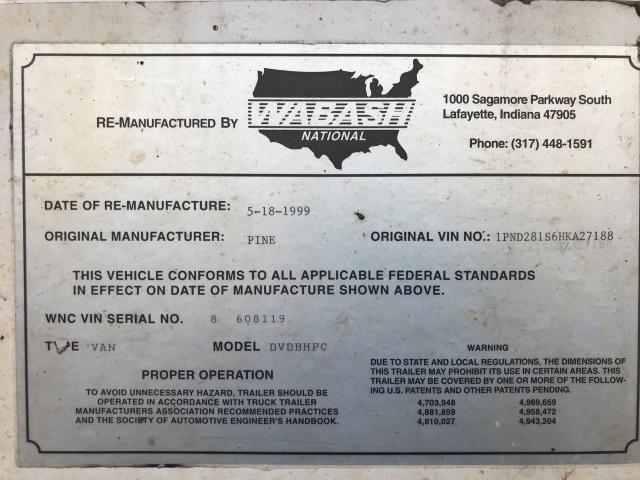 RE-MANUFACTURED BY
WABASH
NATIONAL
1000 Sagamore Parkway South
Lafayette, Indiana 47905
Phone: (317) 448-1591
DATE OF RE-MANUFACTURE: 5-18-1999
ORIGINAL MANUFACTURER: PINE ORIGINAL VIN NO.: 1PND281S6HKA27188
THIS VEHICLE CONFORMS TO ALL APPLICABLE FEDERAL STANDARDS
IN EFFECT ON DATE OF MANUFACTURE SHOWN ABOVE.
WNC VIN SERIAL NO. 8 608119
TYPE VAN MODEL DVDBHPC
PROPER OPERATION
TO AVOID UNNECESSARY HAZARD, TRAILER SHOULD BE
OPERATED IN ACCORDANCE WITH TRUCK TRAILER
MANUFACTURERS ASSOCIATION RECOMMENDED PRACTICES
AND THE SOCIETY OF AUTOMOTIVE ENGINEER'S HANDBOOK.
WARNING
DUE TO STATE AND LOCAL REGULATIONS, THE DIMENSIONS OF
THIS TRAILER MAY PROHIBIT ITS USE IN CERTAIN AREAS. THIS
TRAILER MAY BE COVERED BY ONE OR MORE OF THE FOLLOW-
ING U.S. PATENTS AND OTHER PATENTS PENDING.
4,703,948 4,969,659
4,881,859 4,958,472
4,810,027 4,943,204